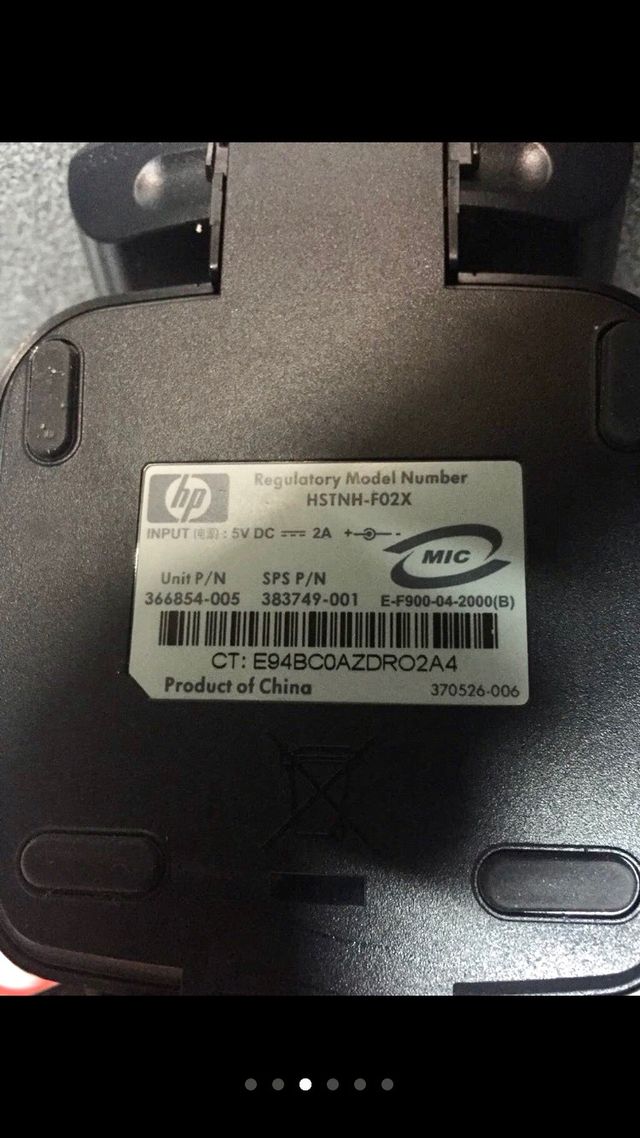 hp
Regulatory Model Number
HSTNH-F02X
INPUT (电源) : 5V DC ⎓ 2A + -
MIC
Unit P/N SPS P/N
366854-005 383749-001 E-F900-04-2000(B)
CT: E94BC0AZDRO2A4
Product of China 370526-006